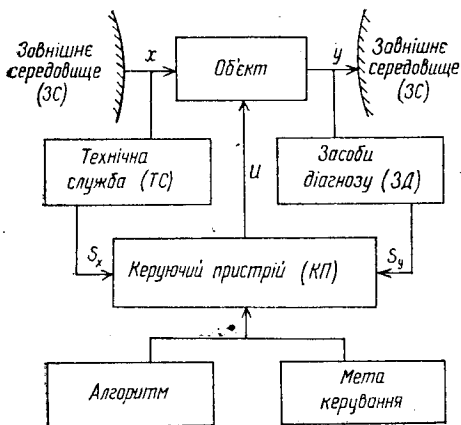 Зовнішнє
середовище
(ЗС)
x
Об'єкт
y
Зовнішнє
середовище
(ЗС)
Технічна
служба (ТС)
U
Засоби
діагнозу (ЗД)
Sx
Керуючий пристрій (КП)
Sy
Алгоритм
Мета
керування